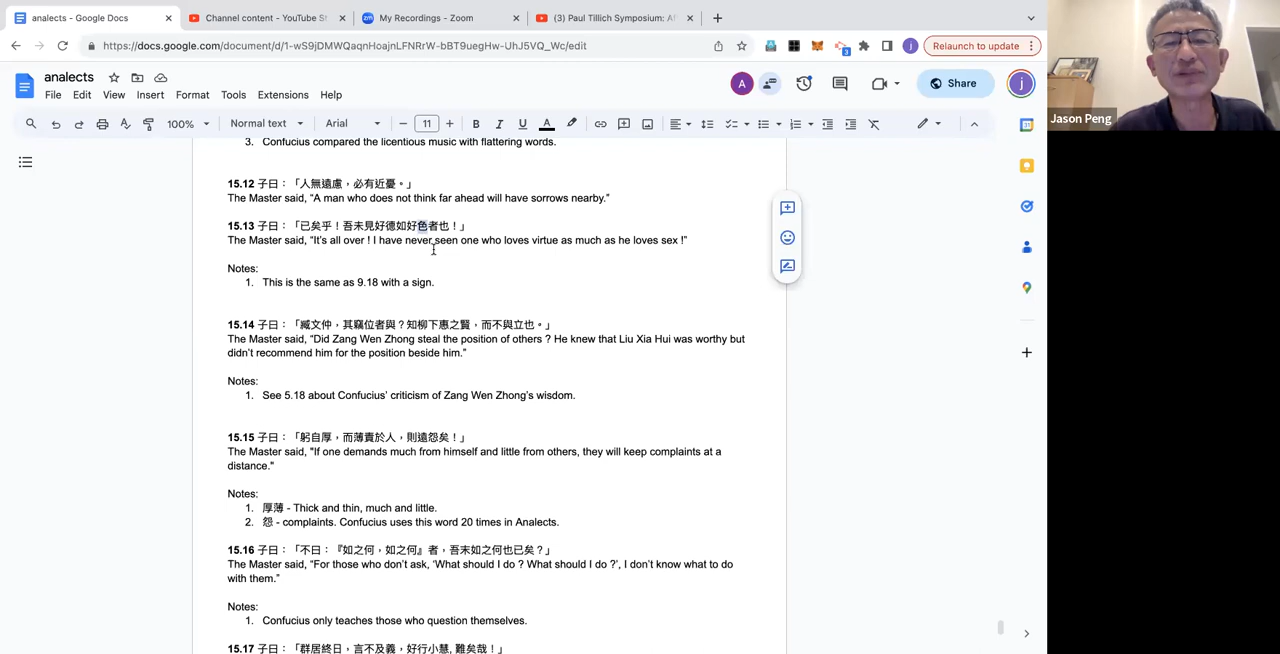 analects - Google Docs
Channel content - YouTube St
My Recordings - Zoom
(3) Paul Tillich Symposium: Af
https://docs.google.com/document/d/1-wS9jDMWQaqnHoajnLFNRrW-bBT9uegHw-UhJ5VQ_Wc/edit
3
j
Relaunch to update
analects
File Edit View Insert Format Tools Extensions Help
A
Share
j
100% Normal text Arial 11 B I U A
3. Confucius compared the licentious music with flattering words.
15.12 子曰：「人無遠慮，必有近憂。」
The Master said, “A man who does not think far ahead will have sorrows nearby.”
15.13 子曰：「已矣乎！吾未見好德如好色者也！」
The Master said, “It’s all over ! I have never seen one who loves virtue as much as he loves sex !”
Notes:
1. This is the same as 9.18 with a sign.
15.14 子曰：「臧文仲，其竊位者與？知柳下惠之賢，而不與立也。」
The Master said, “Did Zang Wen Zhong steal the position of others ? He knew that Liu Xia Hui was worthy but
didn’t recommend him for the position beside him.”
Notes:
1. See 5.18 about Confucius’ criticism of Zang Wen Zhong’s wisdom.
15.15 子曰：「躬自厚，而薄責於人，則遠怨矣！」
The Master said, "If one demands much from himself and little from others, they will keep complaints at a
distance."
Notes:
1. 厚薄 - Thick and thin, much and little.
2. 怨 - complaints. Confucius uses this word 20 times in Analects.
15.16 子曰：「不曰：『如之何，如之何』者，吾未如之何也已矣？」
The Master said, “For those who don’t ask, ‘What should I do ? What should I do ?’, I don’t know what to do
with them.”
Notes:
1. Confucius only teaches those who question themselves.
15.17 子曰：「群居終日，言不及義，好行小慧, 難矣哉！」
Jason Peng